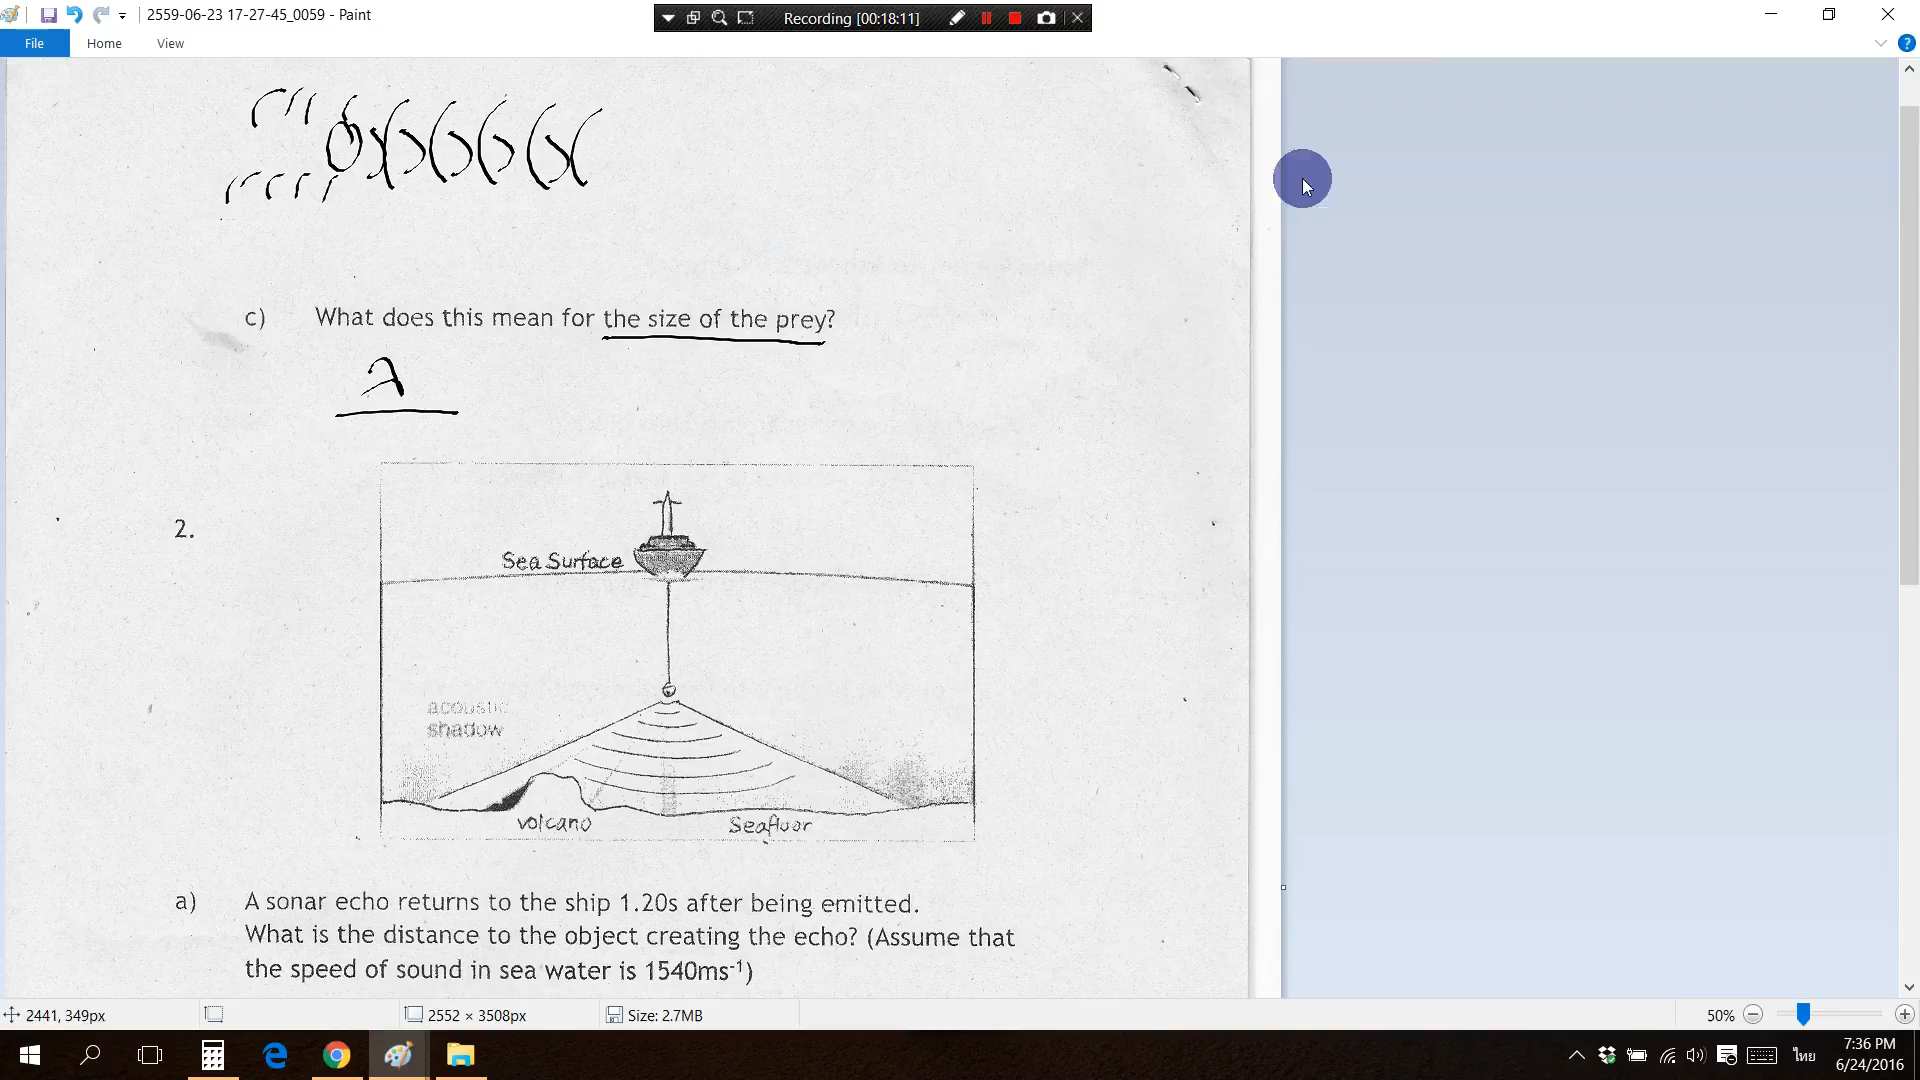 2559-06-23 17-27-45_0059 - Paint
Recording [00:18:11]
File
Home
View
c) What does this mean for the size of the prey?
λ
2.
Sea Surface
acoustic
shadow
volcano
Seafloor
a) A sonar echo returns to the ship 1.20s after being emitted.
What is the distance to the object creating the echo? (Assume that
the speed of sound in sea water is 1540ms⁻¹)
2441, 349px
2552 × 3508px
Size: 2.7MB
50%
ไทย
7:36 PM
6/24/2016